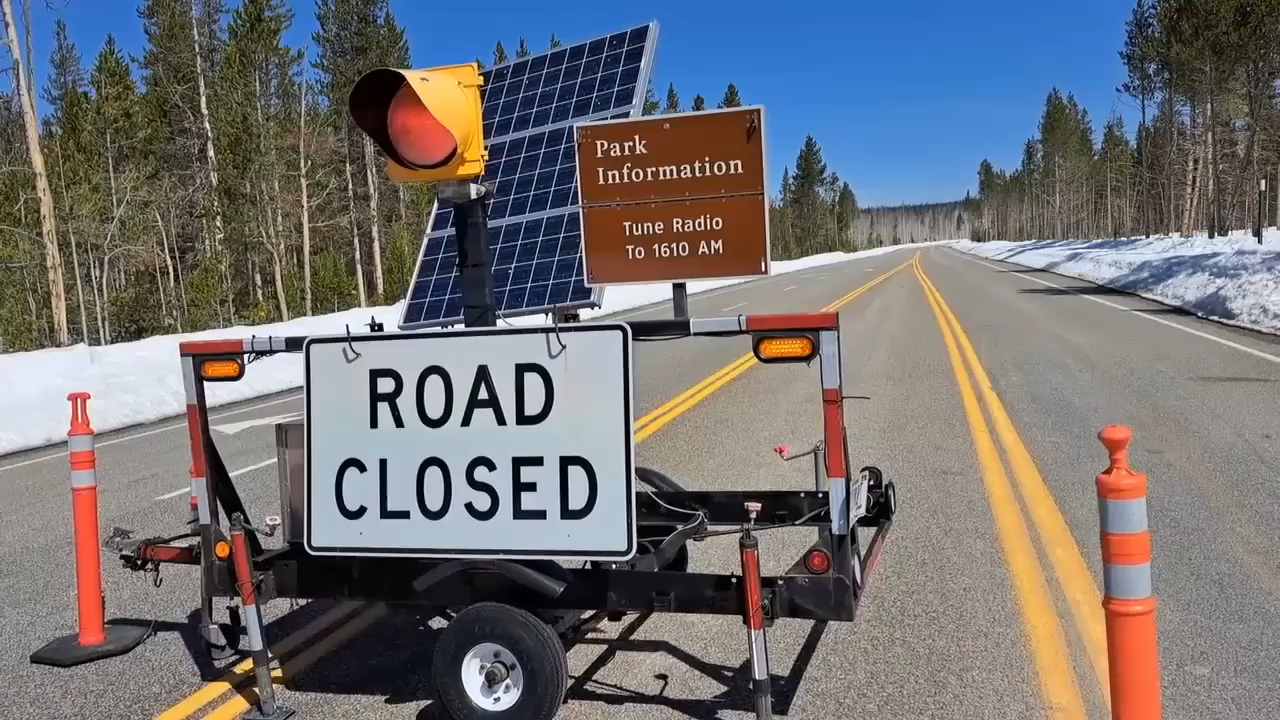 Park
Information
Tune Radio
To 1610 AM
ROAD
CLOSED